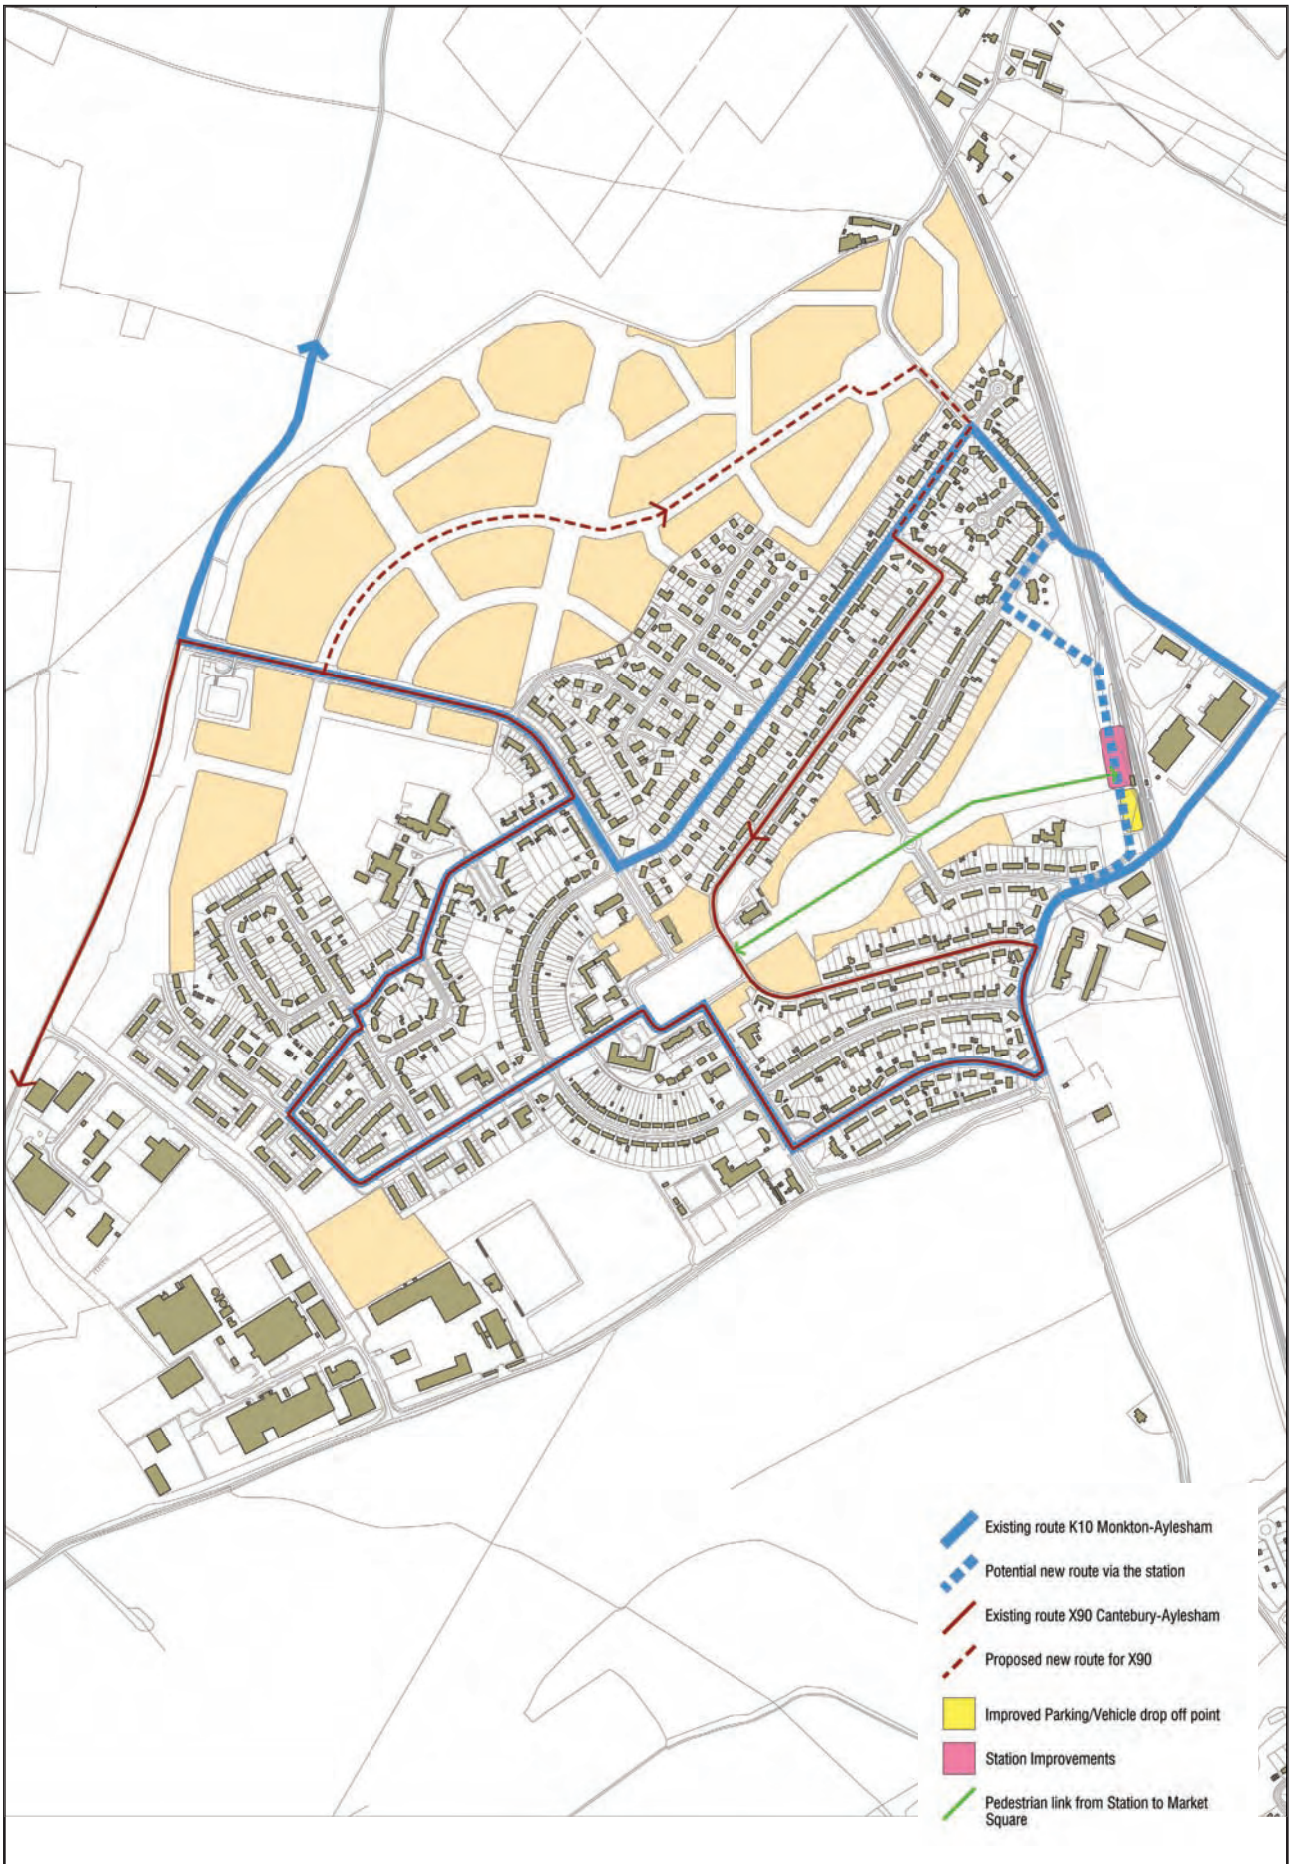 Existing route K10 Monkton-Aylesham
Potential new route via the station
Existing route X90 Cantebury-Aylesham
Proposed new route for X90
Improved Parking/Vehicle drop off point
Station Improvements
Pedestrian link from Station to Market
Square